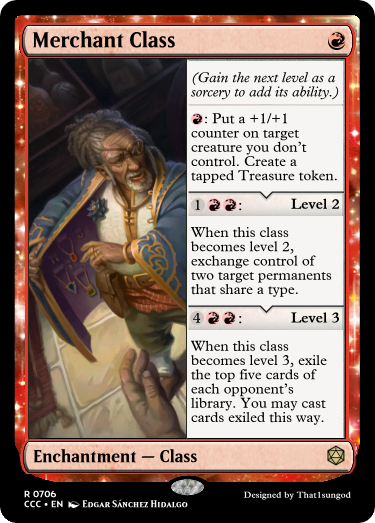 Merchant Class
(Gain the next level as a
sorcery to add its ability.)
: Put a +1/+1
counter on target
creature you don't
control. Create a
tapped Treasure token.
1 : Level 2
When this class
becomes level 2,
exchange control of
two target permanents
that share a type.
4 : Level 3
When this class
becomes level 3, exile
the top five cards of
each opponent's
library. You may cast
cards exiled this way.
Enchantment — Class
R 0706
CCC • EN Edgar Sánchez Hidalgo
Designed by That1sungod